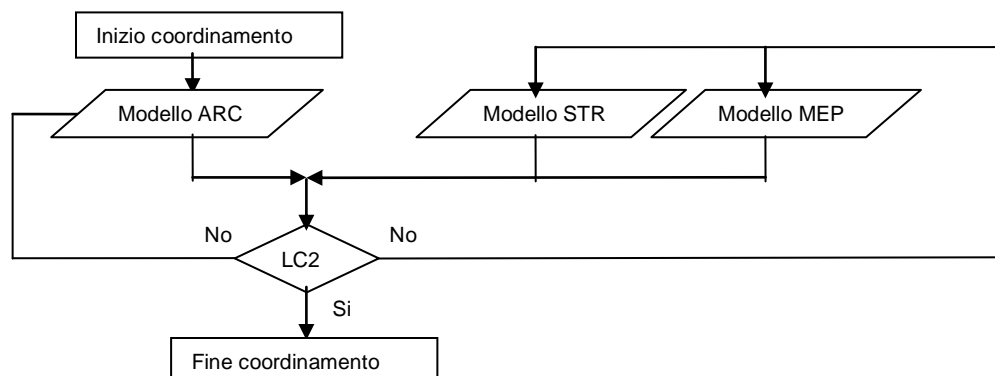 Inizio coordinamento
Modello ARC
Modello STR
Modello MEP
No
No
LC2
Si
Fine coordinamento